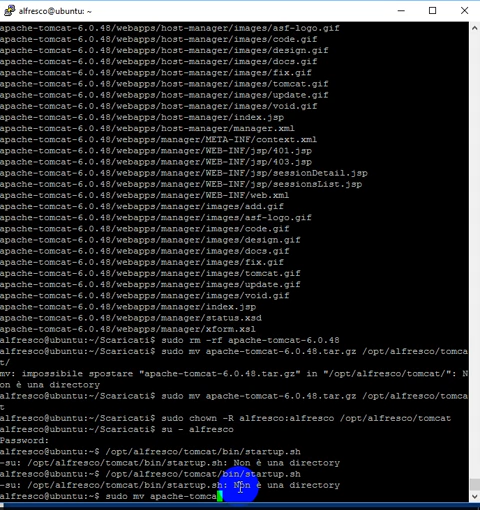 alfresco@ubuntu: ~
apache-tomcat-6.0.48/webapps/host-manager/images/asf-logo.gif
apache-tomcat-6.0.48/webapps/host-manager/images/code.gif
apache-tomcat-6.0.48/webapps/host-manager/images/design.gif
apache-tomcat-6.0.48/webapps/host-manager/images/docs.gif
apache-tomcat-6.0.48/webapps/host-manager/images/fix.gif
apache-tomcat-6.0.48/webapps/host-manager/images/tomcat.gif
apache-tomcat-6.0.48/webapps/host-manager/images/update.gif
apache-tomcat-6.0.48/webapps/host-manager/images/void.gif
apache-tomcat-6.0.48/webapps/host-manager/index.jsp
apache-tomcat-6.0.48/webapps/host-manager/manager.xml
apache-tomcat-6.0.48/webapps/manager/META-INF/context.xml
apache-tomcat-6.0.48/webapps/manager/WEB-INF/jsp/401.jsp
apache-tomcat-6.0.48/webapps/manager/WEB-INF/jsp/403.jsp
apache-tomcat-6.0.48/webapps/manager/WEB-INF/jsp/sessionDetail.jsp
apache-tomcat-6.0.48/webapps/manager/WEB-INF/jsp/sessionsList.jsp
apache-tomcat-6.0.48/webapps/manager/WEB-INF/web.xml
apache-tomcat-6.0.48/webapps/manager/images/add.gif
apache-tomcat-6.0.48/webapps/manager/images/asf-logo.gif
apache-tomcat-6.0.48/webapps/manager/images/code.gif
apache-tomcat-6.0.48/webapps/manager/images/design.gif
apache-tomcat-6.0.48/webapps/manager/images/docs.gif
apache-tomcat-6.0.48/webapps/manager/images/fix.gif
apache-tomcat-6.0.48/webapps/manager/images/tomcat.gif
apache-tomcat-6.0.48/webapps/manager/images/update.gif
apache-tomcat-6.0.48/webapps/manager/images/void.gif
apache-tomcat-6.0.48/webapps/manager/index.jsp
apache-tomcat-6.0.48/webapps/manager/status.xsd
apache-tomcat-6.0.48/webapps/manager/xform.xsl
alfresco@ubuntu:~/Scaricati$ sudo rm -rf apache-tomcat-6.0.48
alfresco@ubuntu:~/Scaricati$ sudo mv apache-tomcat-6.0.48.tar.gz /opt/alfresco/tomca
t/
mv: impossibile spostare "apache-tomcat-6.0.48.tar.gz" in "/opt/alfresco/tomcat/": N
on è una directory
alfresco@ubuntu:~/Scaricati$ sudo mv apache-tomcat-6.0.48.tar.gz /opt/alfresco/tomca
t
alfresco@ubuntu:~/Scaricati$ sudo chown -R alfresco:alfresco /opt/alfresco/tomcat
alfresco@ubuntu:~/Scaricati$ su - alfresco
Password:
alfresco@ubuntu:~$ /opt/alfresco/tomcat/bin/startup.sh
-su: /opt/alfresco/tomcat/bin/startup.sh: Non è una directory
alfresco@ubuntu:~$ /opt/alfresco/tomcat/bin/startup.sh
-su: /opt/alfresco/tomcat/bin/startup.sh: Non è una directory
alfresco@ubuntu:~$ sudo mv apache-tomca